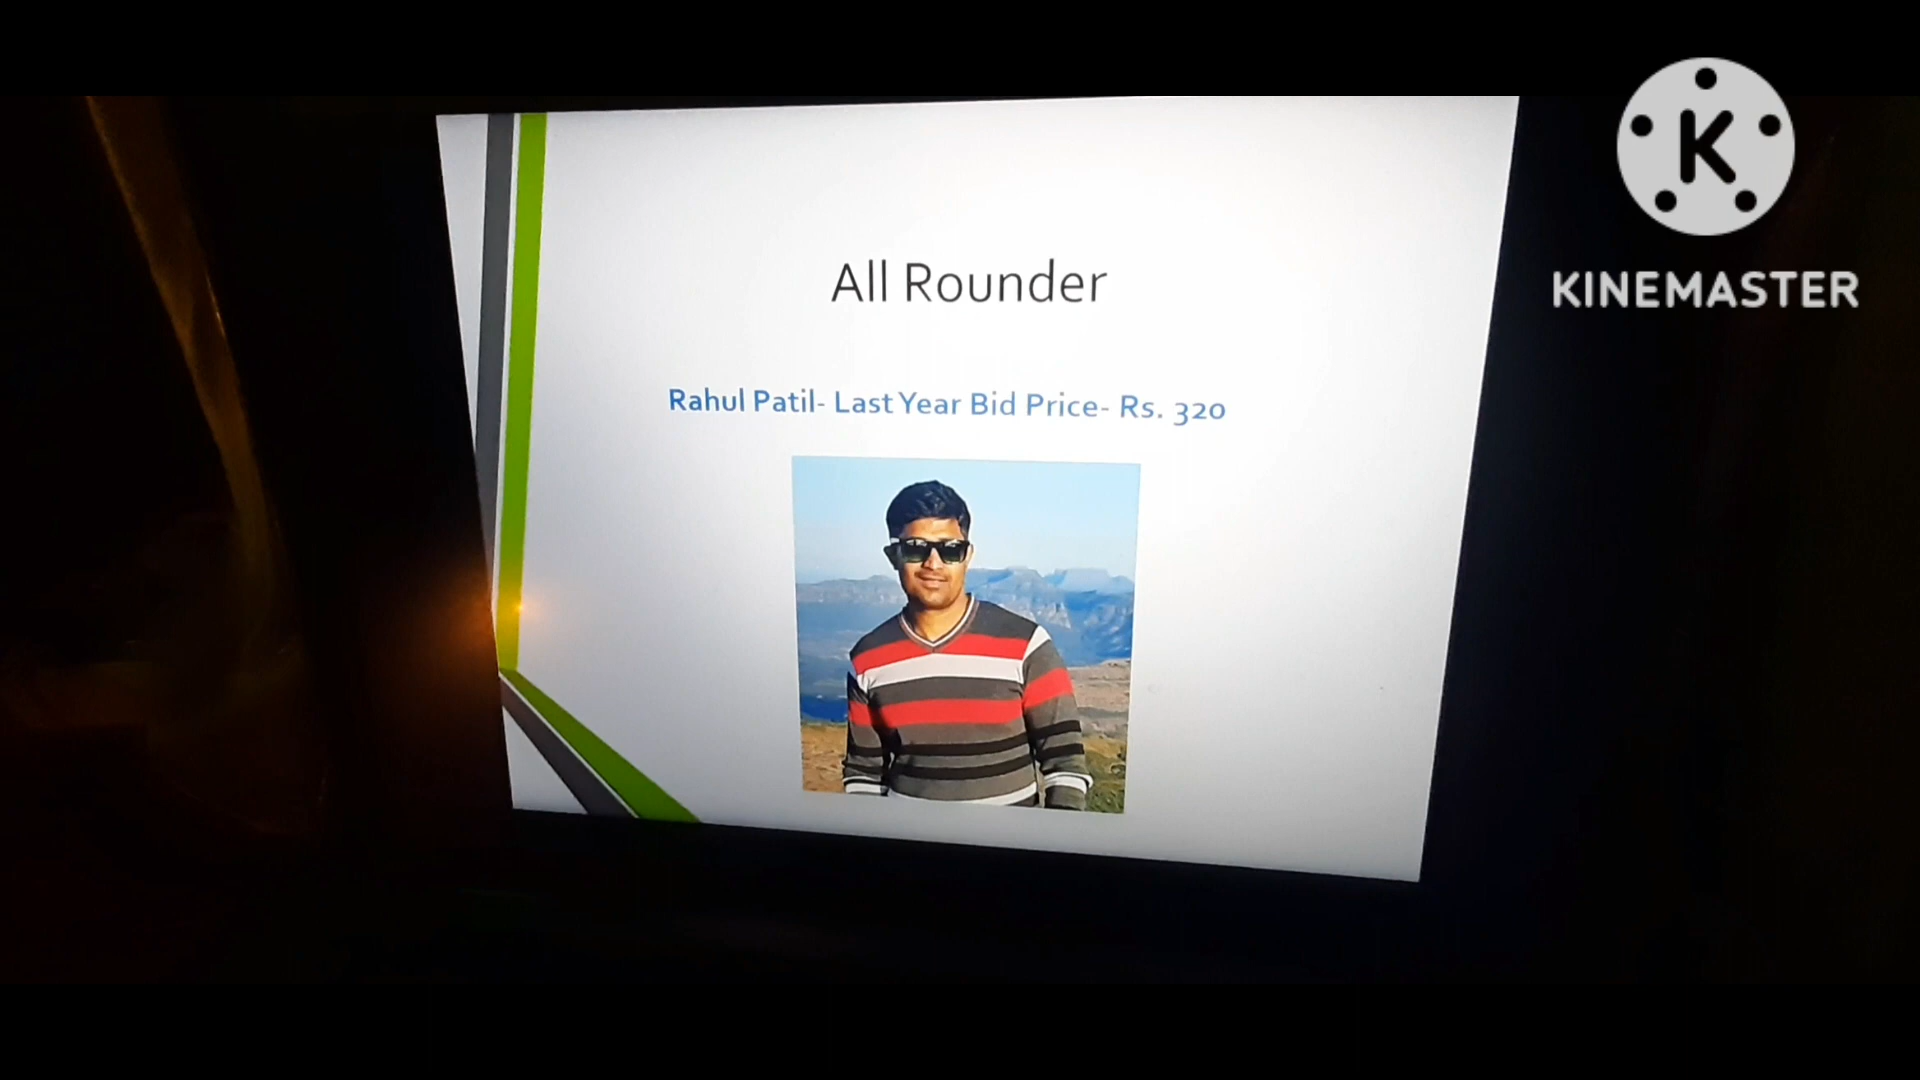 K
KINEMASTER
All Rounder
Rahul Patil- Last Year Bid Price- Rs. 320